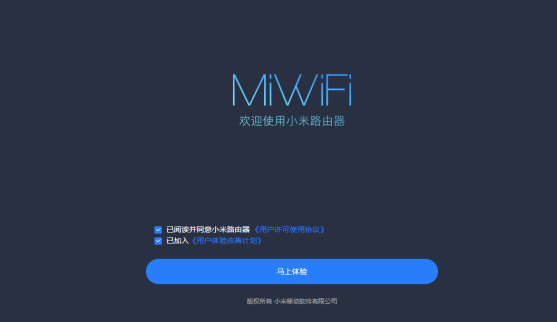 MiWiFi
欢迎使用小米路由器
已阅读并同意小米路由器 《用户许可使用协议》
已加入《用户体验改善计划》
马上体验
版权所有 小米移动软件有限公司